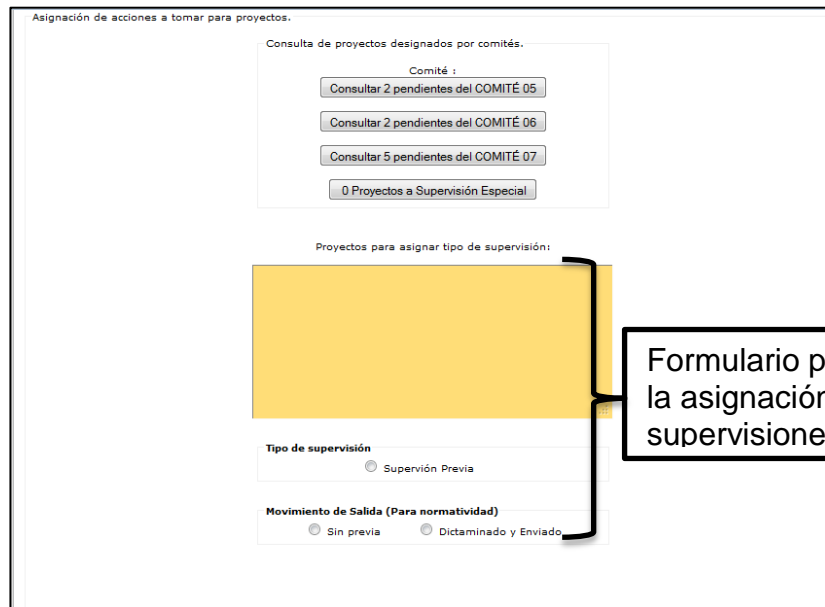 Asignación de acciones a tomar para proyectos.
Consulta de proyectos designados por comités.
Comité :
Consultar 2 pendientes del COMITÉ 05
Consultar 2 pendientes del COMITÉ 06
Consultar 5 pendientes del COMITÉ 07
0 Proyectos a Supervisión Especial
Proyectos para asignar tipo de supervisión:
Formulario p
la asignación
supervisione
Tipo de supervisión
Supervión Previa
Movimiento de Salida (Para normatividad)
Sin previa Dictaminado y Enviado